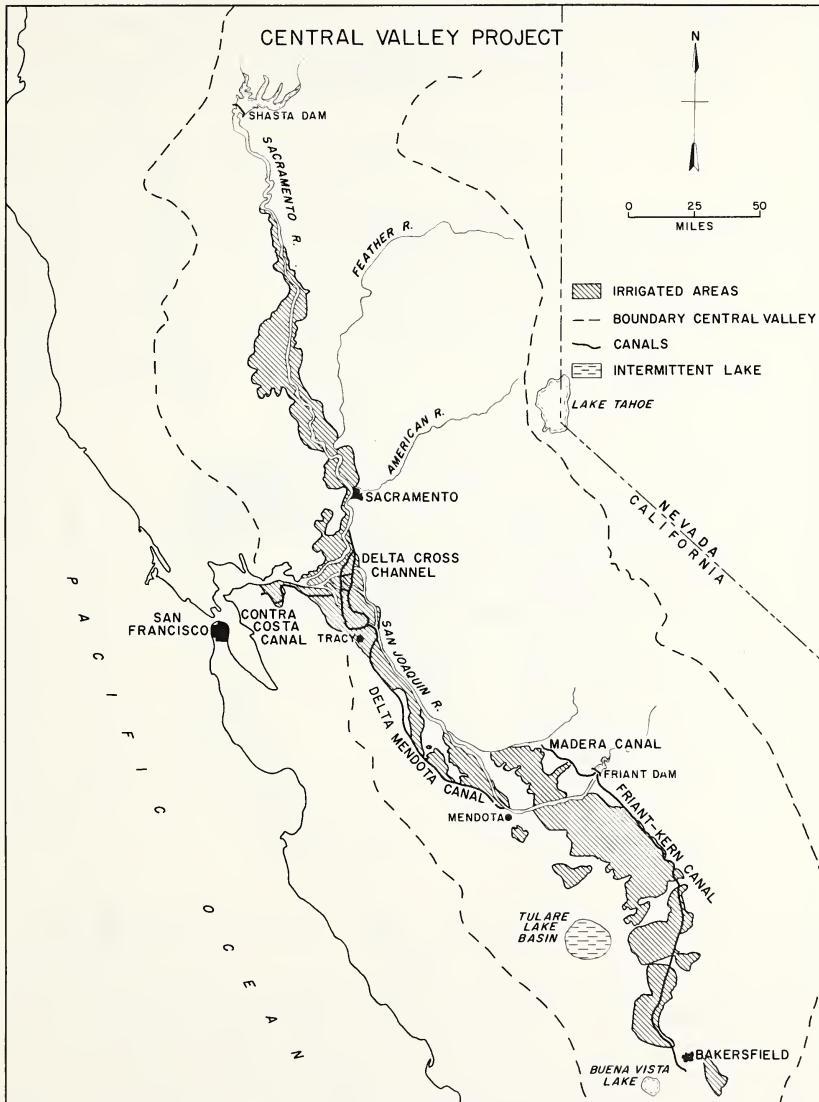 CENTRAL VALLEY PROJECT
N
SHASTA DAM
SACRAMENTO R.
FEATHER R.
0 25 50
MILES
IRRIGATED AREAS
BOUNDARY CENTRAL VALLEY
CANALS
INTERMITTENT LAKE
LAKE TAHOE
AMERICAN R.
SACRAMENTO
NEVADA
CALIFORNIA
DELTA CROSS
CHANNEL
PACIFIC OCEAN
SAN
FRANCISCO
CONTRA
COSTA
CANAL
TRACY
SAN JOAQUIN R.
DELTA MENDOTA CANAL
MADERA CANAL
FRIANT DAM
FRIANT-KERN CANAL
MENDOTA
TULARE
LAKE
BASIN
BAKERSFIELD
BUENA VISTA
LAKE